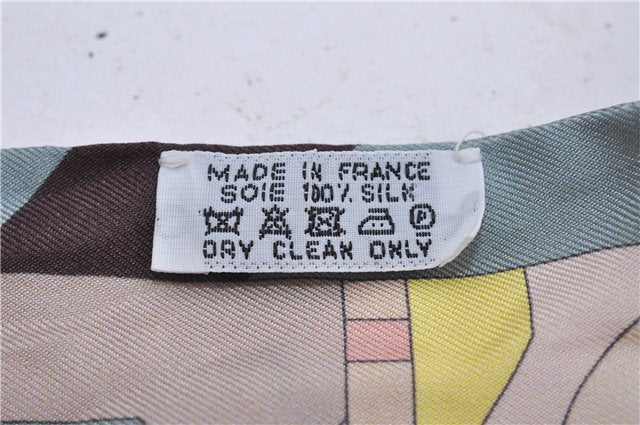 MADE IN FRANCE
SOIE 100% SILK
P
DRY CLEAN ONLY